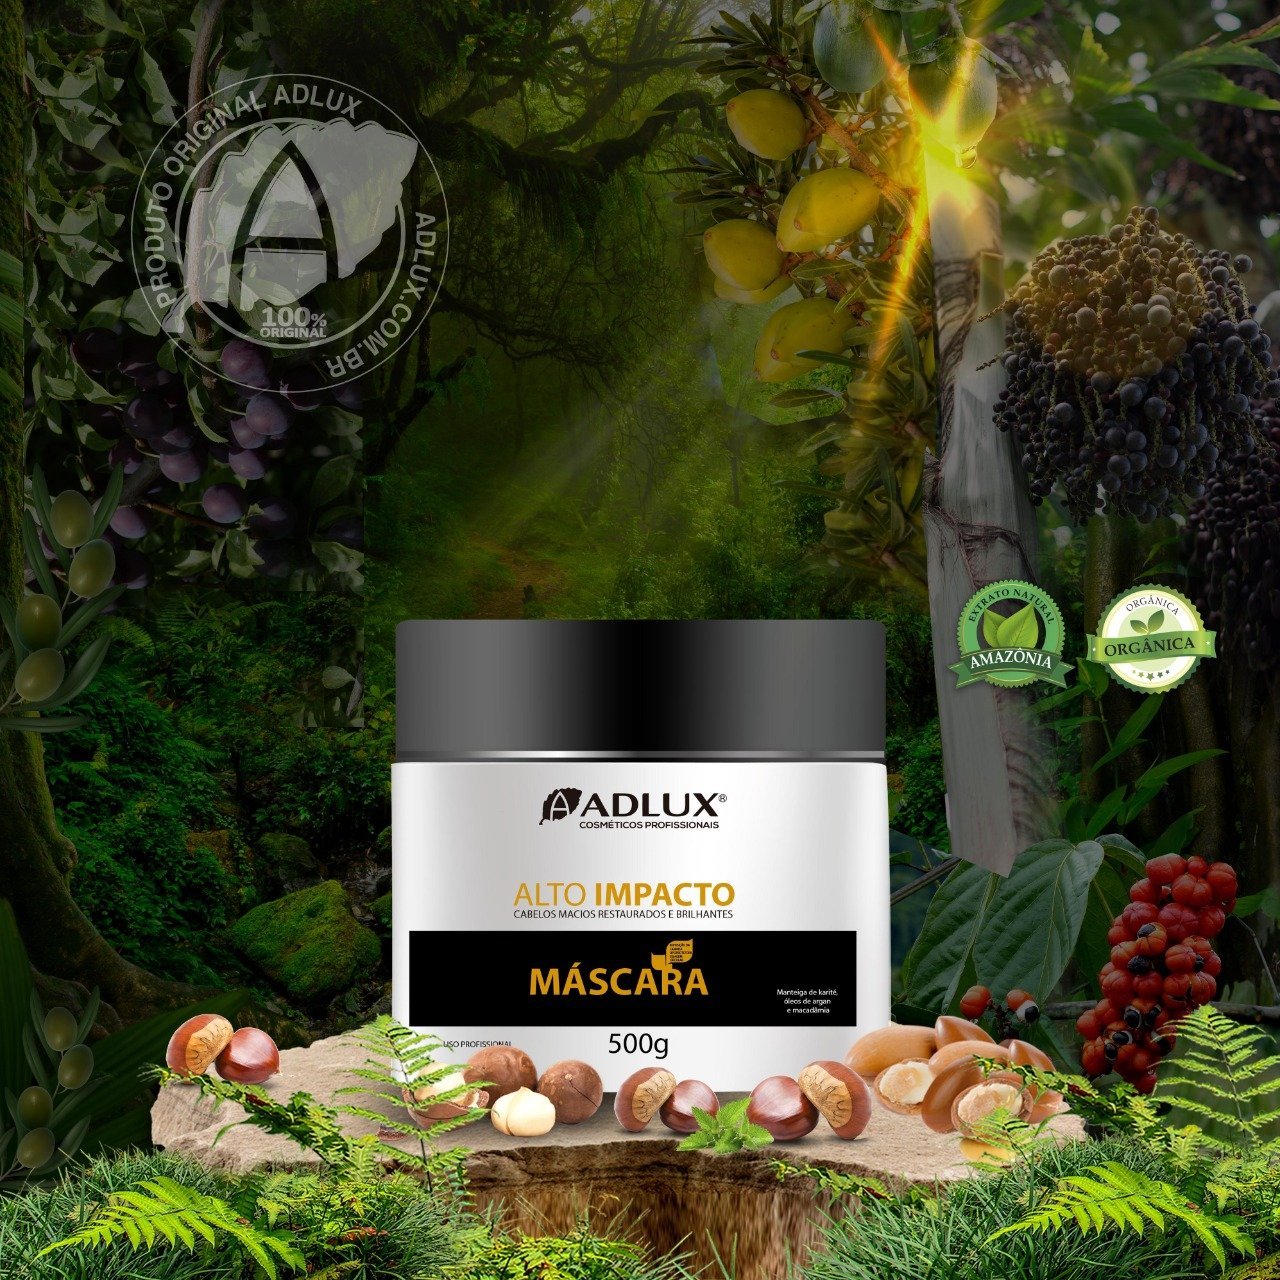 PRODUTO ORIGINAL ADLUX
ADLUX.COM.BR
A
100%
ORIGINAL
EXTRATO NATURAL
AMAZÔNIA
ORGÂNICA
ORGÂNICA
ADLUX®
COSMÉTICOS PROFISSIONAIS
ALTO IMPACTO
CABELOS MACIOS RESTAURADOS E BRILHANTES
MÁSCARA
Manteiga de karité,
óleos de argan
e macadâmia
USO PROFISSIONAL
500g